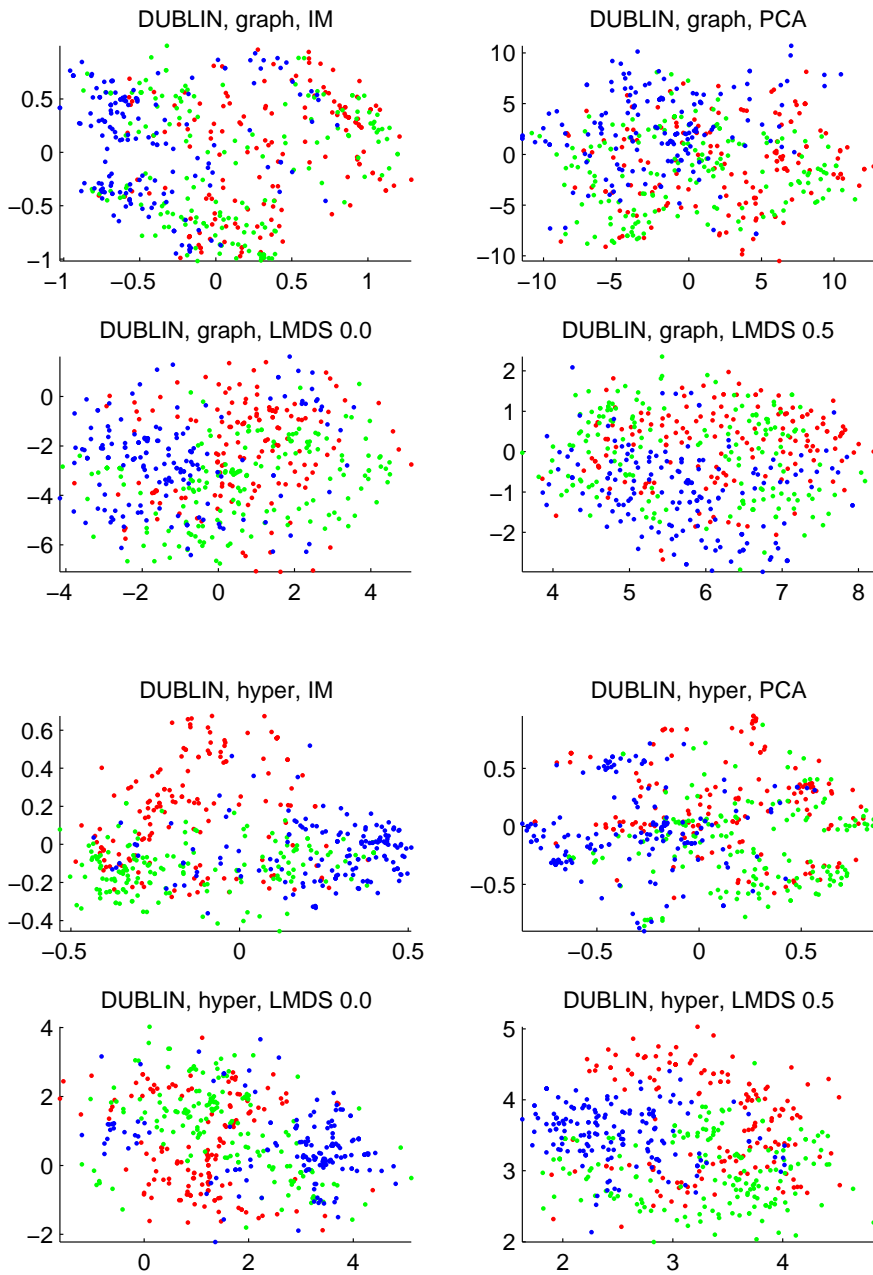 DUBLIN, graph, IM
0.5
0
−0.5
−1
−1 −0.5 0 0.5 1
DUBLIN, graph, PCA
10
5
0
−5
−10
−10 −5 0 5 10
DUBLIN, graph, LMDS 0.0
0
−2
−4
−6
−4 −2 0 2 4
DUBLIN, graph, LMDS 0.5
2
1
0
−1
−2
4 5 6 7 8
DUBLIN, hyper, IM
0.6
0.4
0.2
0
−0.2
−0.4
−0.5 0 0.5
DUBLIN, hyper, PCA
0.5
0
−0.5
−0.5 0 0.5
DUBLIN, hyper, LMDS 0.0
4
2
0
−2
0 2 4
DUBLIN, hyper, LMDS 0.5
5
4
3
2
2 3 4